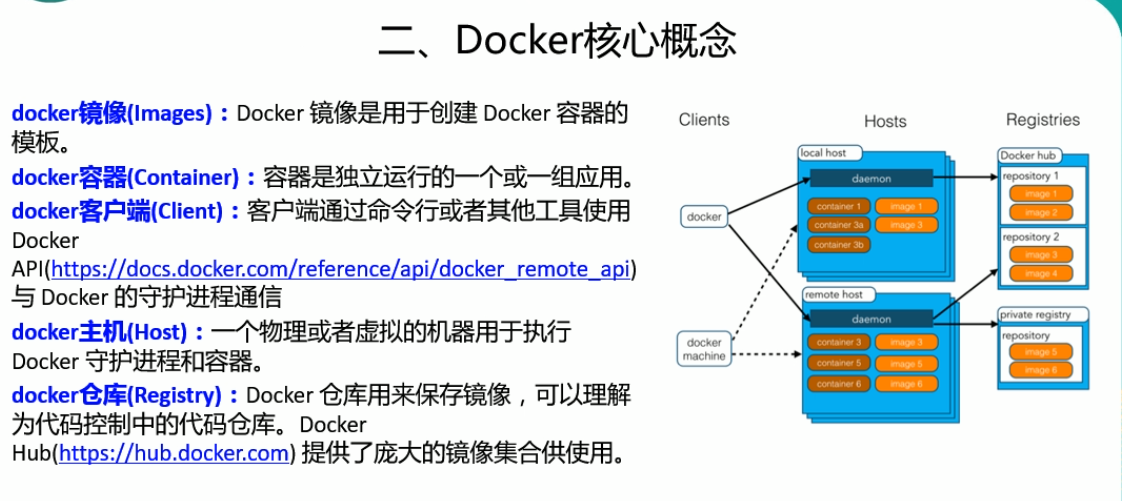 二、Docker核心概念
docker镜像(Images)：Docker 镜像是用于创建 Docker 容器的
模板。
docker容器(Container)：容器是独立运行的一个或一组应用。
docker客户端(Client)：客户端通过命令行或者其他工具使用
Docker
API(https://docs.docker.com/reference/api/docker_remote_api)
与 Docker 的守护进程通信
docker主机(Host)：一个物理或者虚拟的机器用于执行
Docker 守护进程和容器。
docker仓库(Registry)：Docker 仓库用来保存镜像，可以理解
为代码控制中的代码仓库。Docker
Hub(https://hub.docker.com) 提供了庞大的镜像集合供使用。
Clients
docker
docker
machine
Hosts
local host
daemon
container 1
image 1
container 3a
image 3
container 3b
remote host
daemon
container 3
image 3
container 5
image 5
container 6
image 6
Registries
Docker hub
repository 1
image 1
image 2
repository 2
image 3
image 4
private registry
repository
image 5
image 6